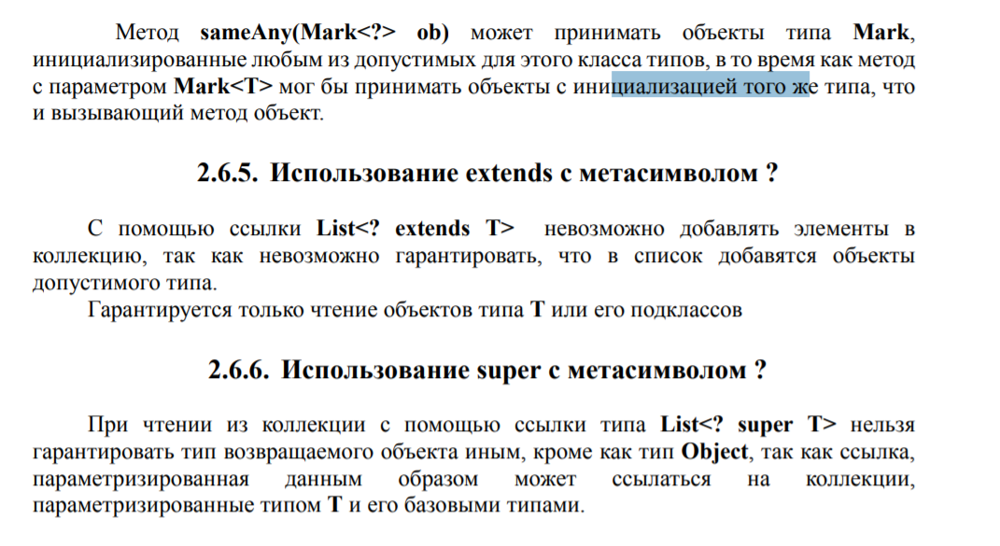 Метод sameAny(Mark<?> ob) может принимать объекты типа Mark,
инициализированные любым из допустимых для этого класса типов, в то время как метод
с параметром Mark<T> мог бы принимать объекты с инициализацией того же типа, что
и вызывающий метод объект.
2.6.5. Использование extends с метасимволом ?
С помощью ссылки List<? extends T> невозможно добавлять элементы в
коллекцию, так как невозможно гарантировать, что в список добавятся объекты
допустимого типа.
Гарантируется только чтение объектов типа T или его подклассов
2.6.6. Использование super с метасимволом ?
При чтении из коллекции с помощью ссылки типа List<? super T> нельзя
гарантировать тип возвращаемого объекта иным, кроме как тип Object, так как ссылка,
параметризированная данным образом может ссылаться на коллекции,
параметризированные типом T и его базовыми типами.